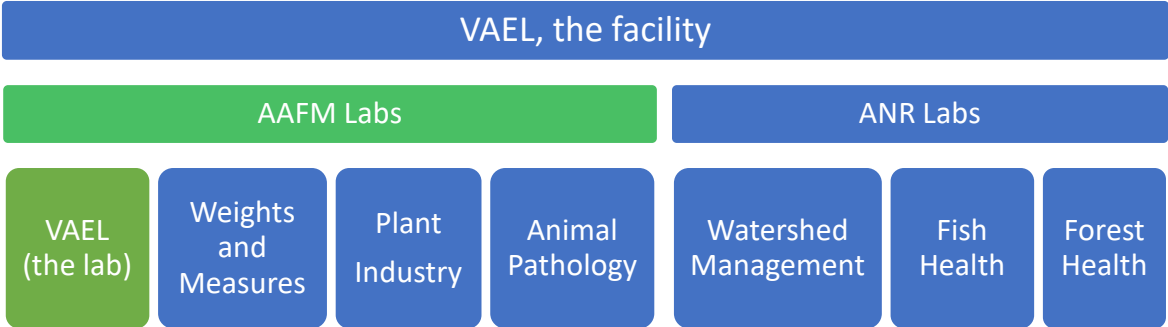 VAEL, the facility
AAFM Labs
ANR Labs
VAEL
(the lab)
Weights
and
Measures
Plant
Industry
Animal
Pathology
Watershed
Management
Fish
Health
Forest
Health